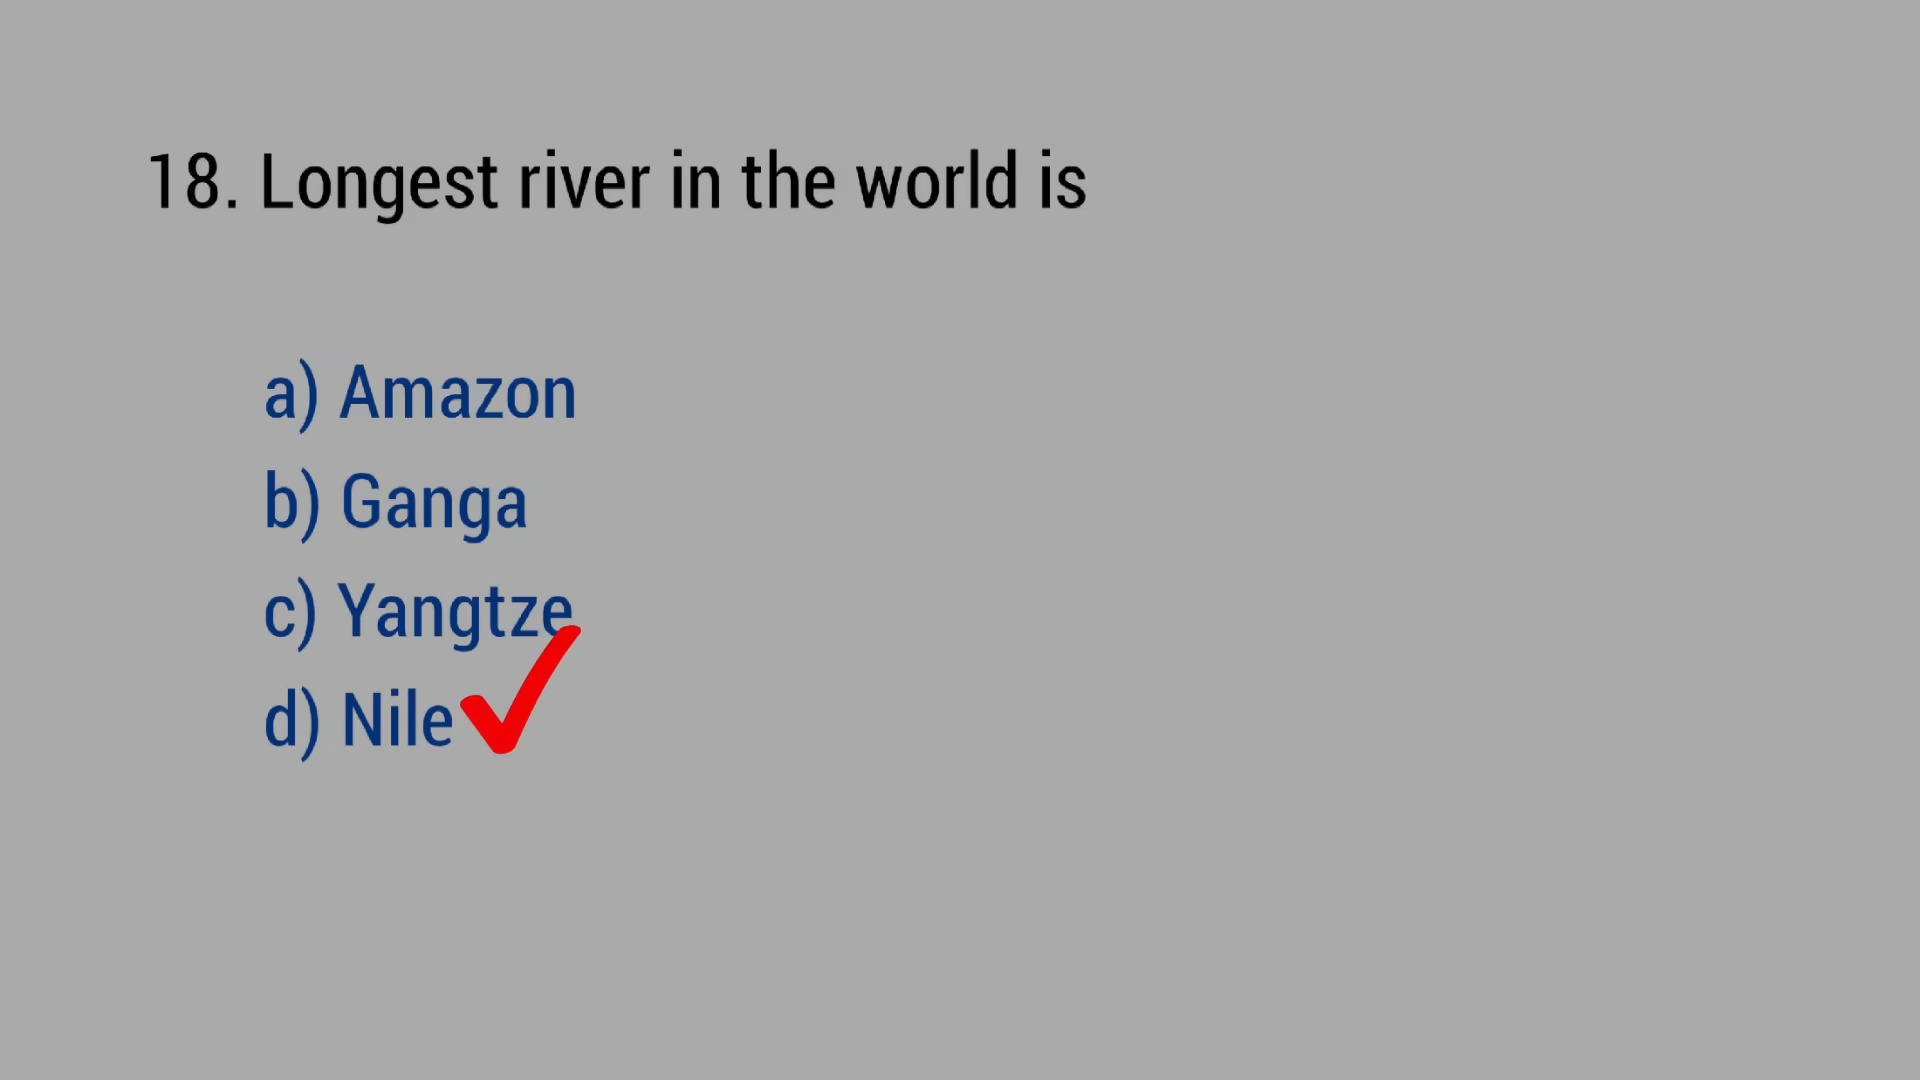 18. Longest river in the world is
a) Amazon
b) Ganga
c) Yangtze
d) Nile